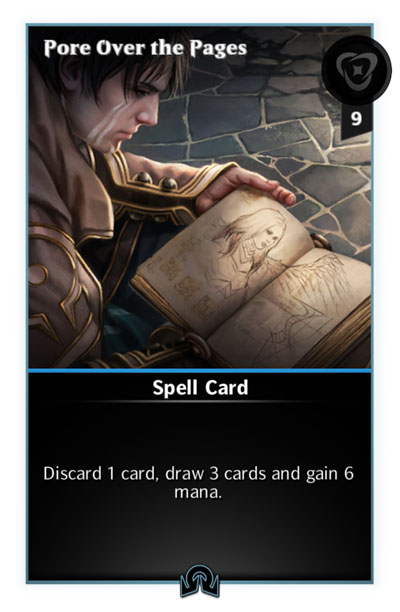 Pore Over the Pages
9
Spell Card
Discard 1 card, draw 3 cards and gain 6
mana.